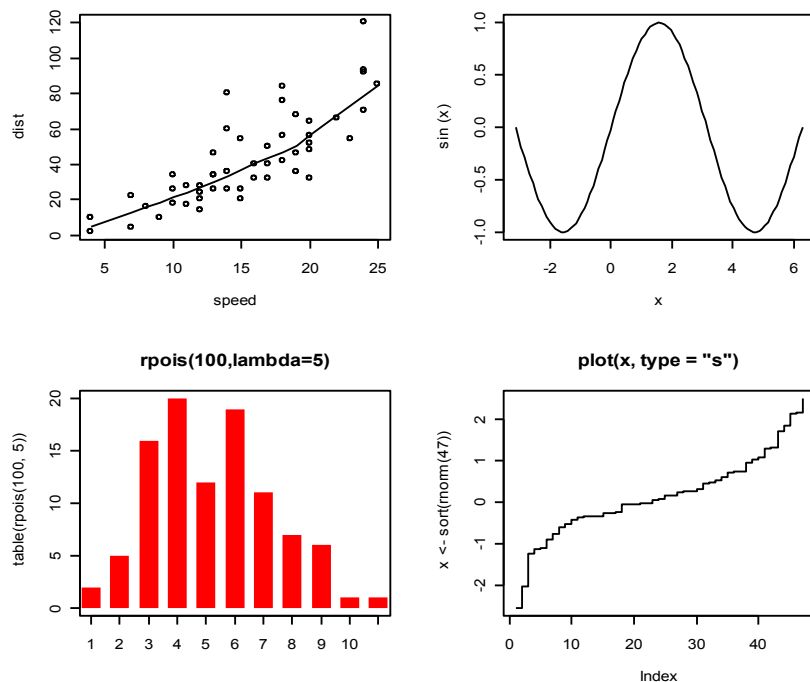 dist
0 20 40 60 80 100 120
5 10 15 20 25
speed
sin (x)
-1.0 -0.5 0.0 0.5 1.0
-2 0 2 4 6
x
rpois(100,lambda=5)
table(rpois(100, 5))
0 5 10 15 20
1 2 3 4 5 6 7 8 9 10
plot(x, type = "s")
x <- sort(rnorm(47))
-2 -1 0 1 2
0 10 20 30 40
Index